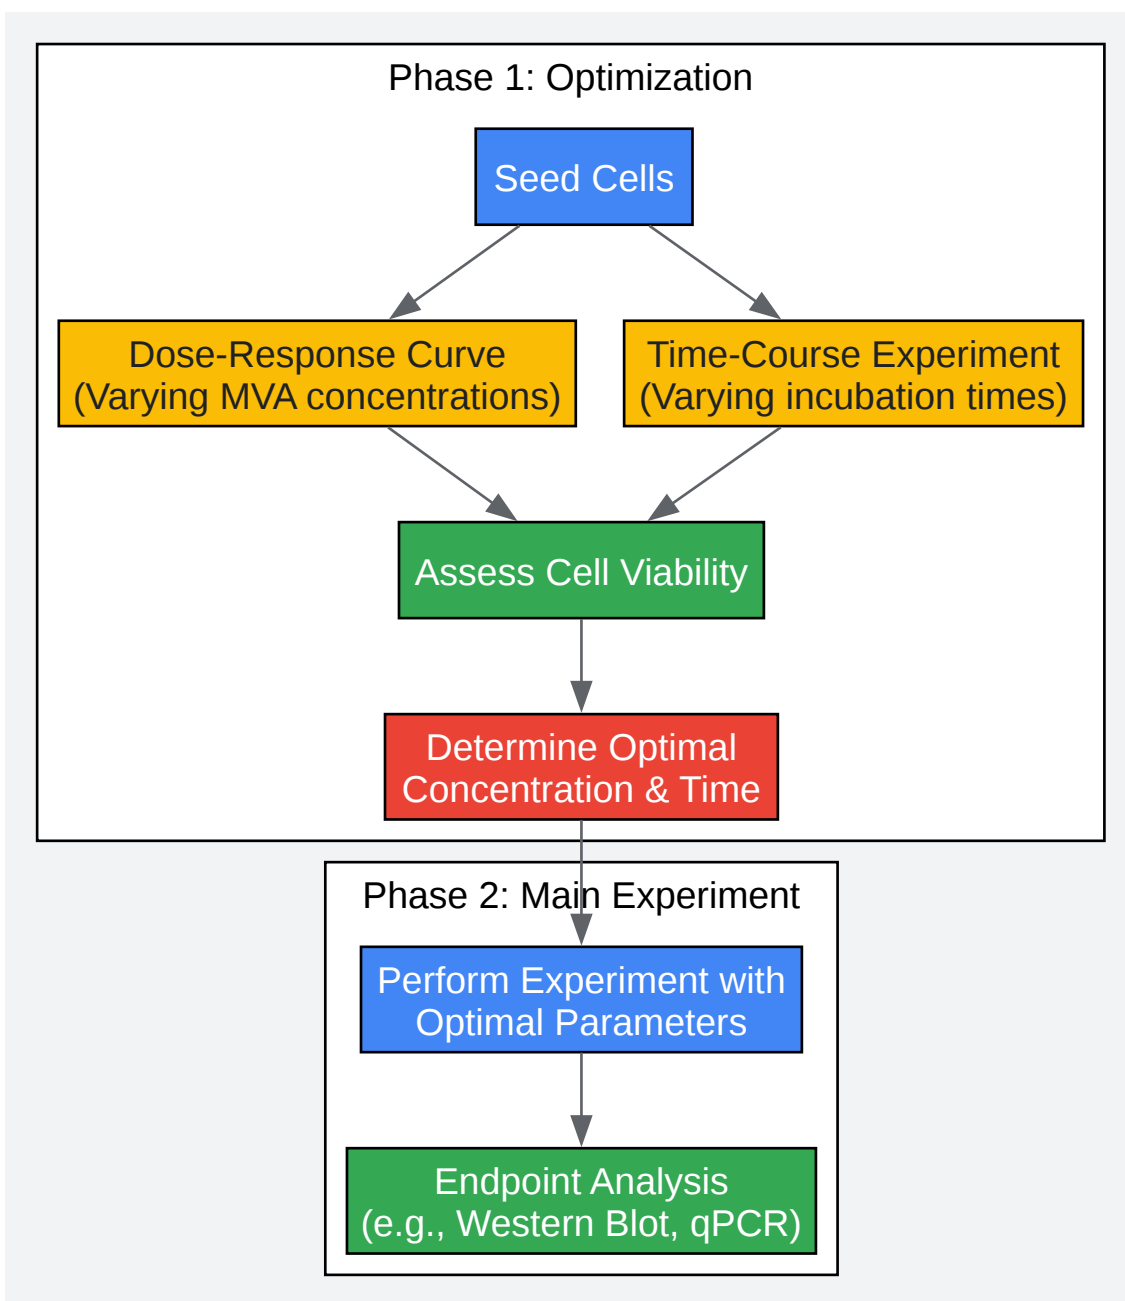 Phase 1: Optimization
Seed Cells
Dose-Response Curve
(Varying MVA concentrations)
Time-Course Experiment
(Varying incubation times)
Assess Cell Viability
Determine Optimal
Concentration & Time
Phase 2: Main Experiment
Perform Experiment with
Optimal Parameters
Endpoint Analysis
(e.g., Western Blot, qPCR)